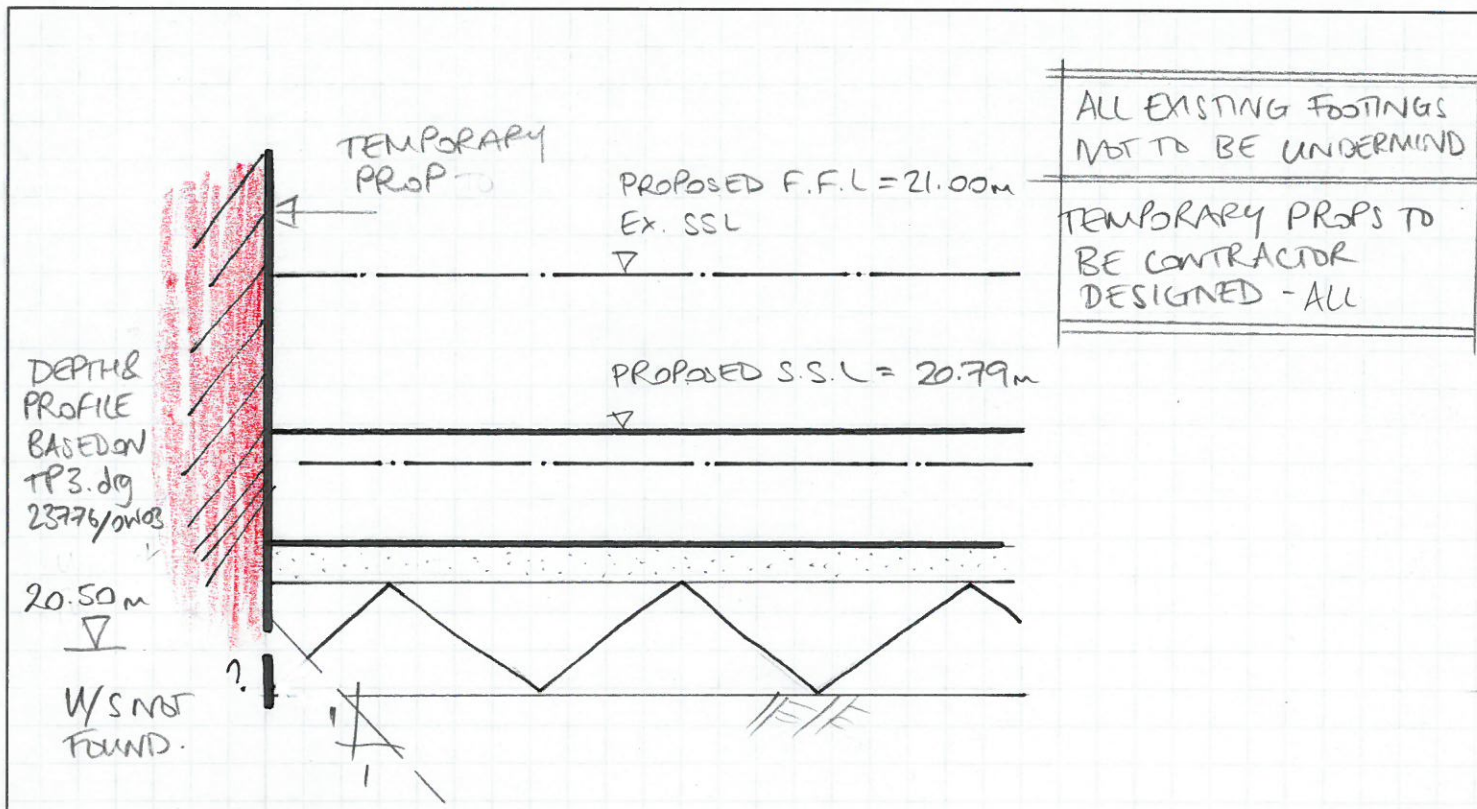 TEMPORARY
PROP
PROPOSED F.F.L = 21.00m
EX. SSL
ALL EXISTING FOOTINGS
NOT TO BE UNDERMIND
TEMPORARY PROPS TO
BE CONTRACTOR
DESIGNED - ALL
PROPOSED S.S.L = 20.79m
DEPTH &
PROFILE
BASED ON
TP3.drg
23776/DW03
20.50m
?
U/S NOT
FOUND.
1
1